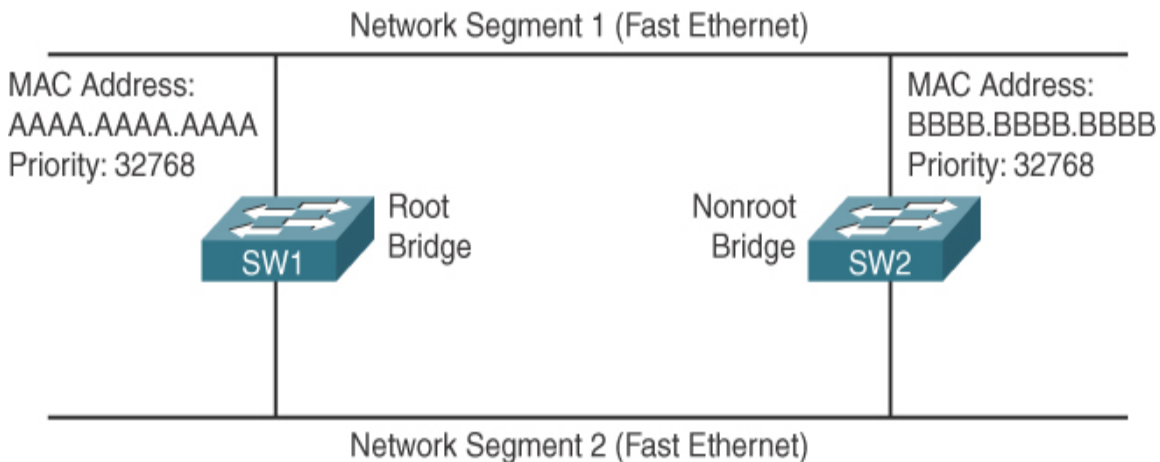 Network Segment 1 (Fast Ethernet)
MAC Address:
AAAA.AAAA.AAAA
Priority: 32768
MAC Address:
BBBB.BBBB.BBBB
Priority: 32768
Root
Bridge
SW1
Nonroot
Bridge
SW2
Network Segment 2 (Fast Ethernet)